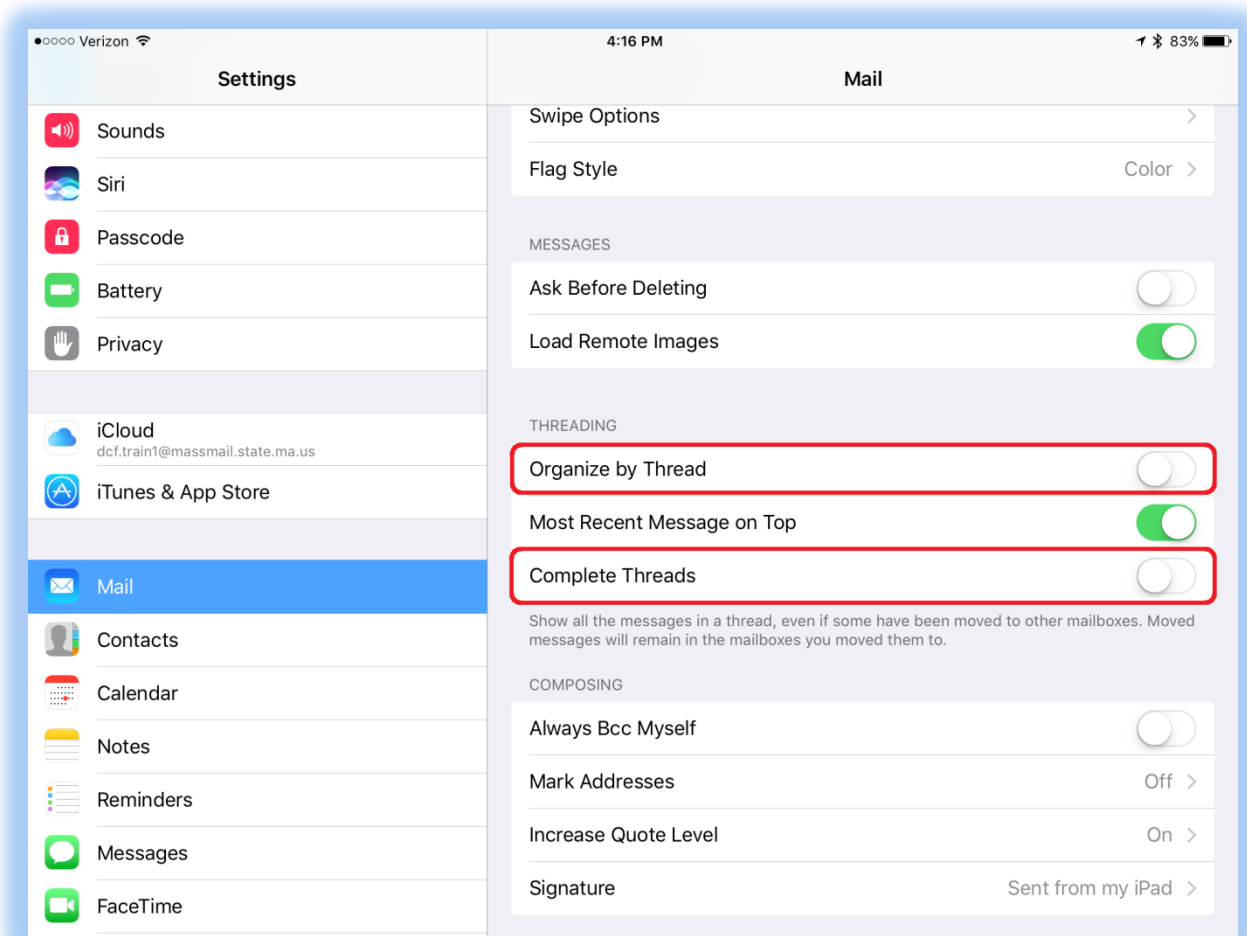 Verizon 4:16 PM 83%
Settings
Sounds
Siri
Passcode
Battery
Privacy
iCloud
dcf.train1@massmail.state.ma.us
iTunes & App Store
Mail
Contacts
Calendar
Notes
Reminders
Messages
FaceTime
Mail
Swipe Options
Flag Style Color
MESSAGES
Ask Before Deleting
Load Remote Images
THREADING
Organize by Thread
Most Recent Message on Top
Complete Threads
Show all the messages in a thread, even if some have been moved to other mailboxes. Moved
messages will remain in the mailboxes you moved them to.
COMPOSING
Always Bcc Myself
Mark Addresses Off
Increase Quote Level On
Signature Sent from my iPad